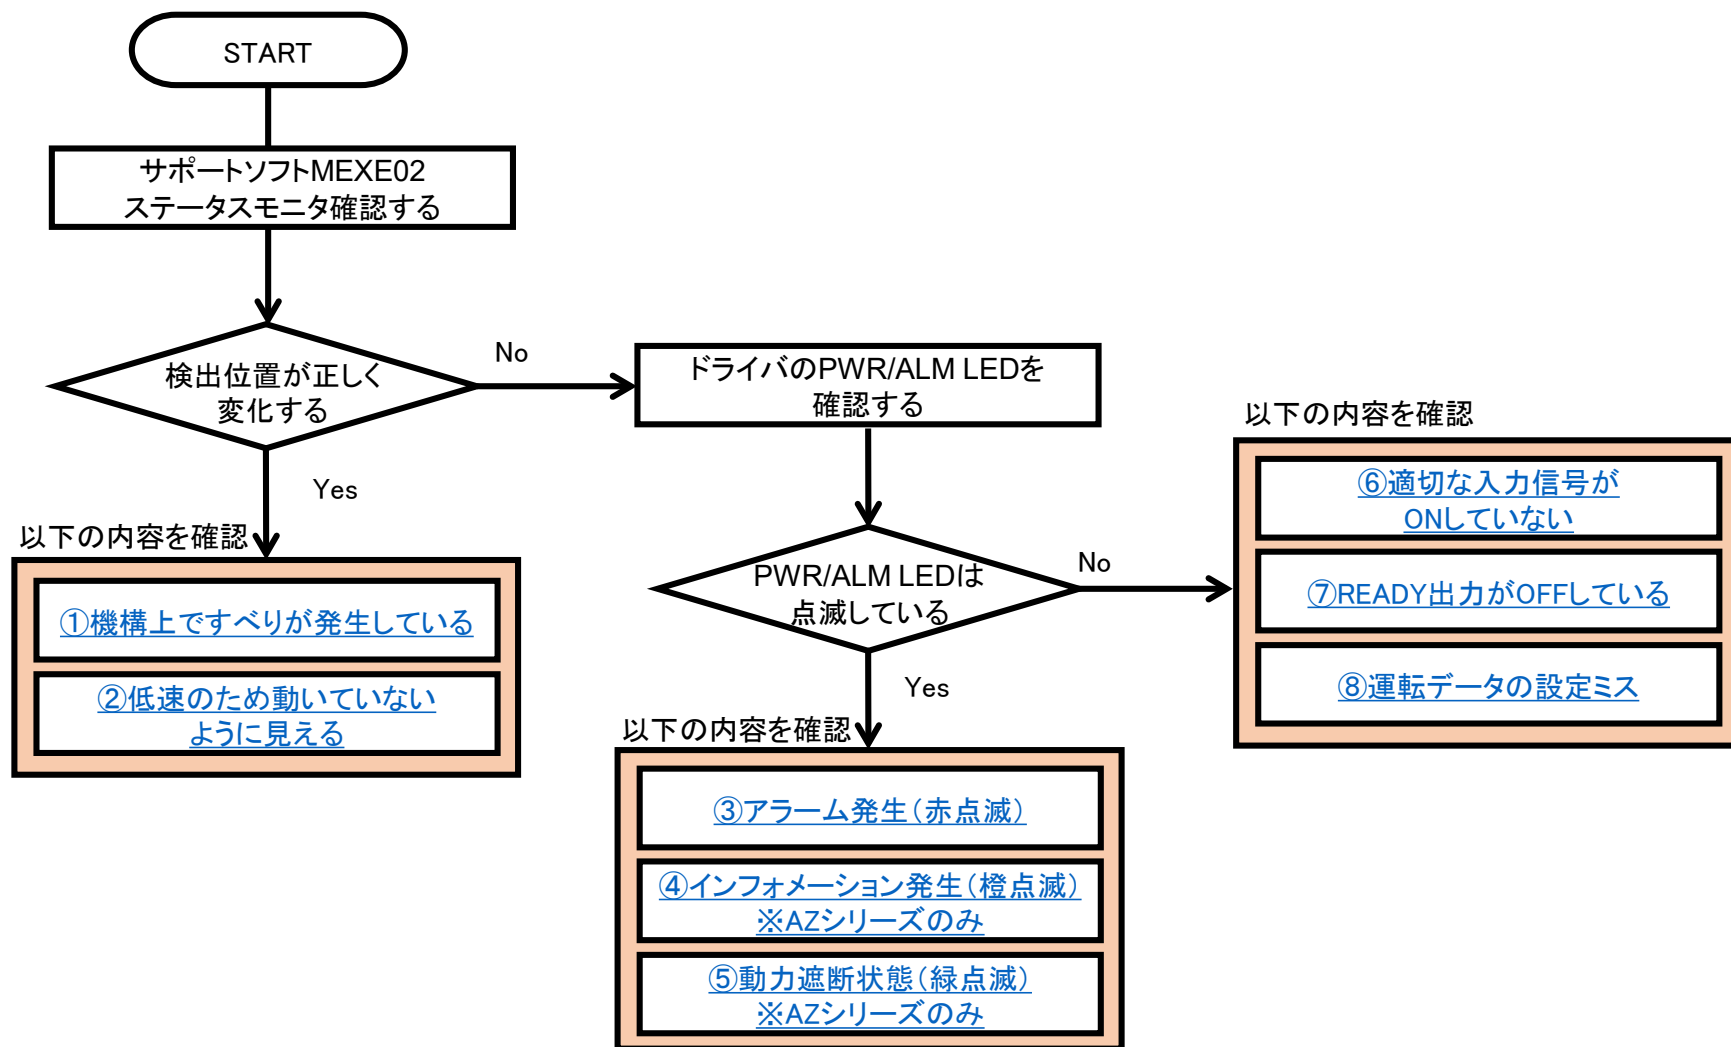 START
サポートソフトMEXE02
ステータスモニタ確認する
検出位置が正しく
変化する
No
Yes
以下の内容を確認
①機構上ですべりが発生している
②低速のため動いていない
ように見える
ドライバのPWR/ALM LEDを
確認する
PWR/ALM LEDは
点滅している
No
Yes
以下の内容を確認
③アラーム発生(赤点滅)
④インフォメーション発生(橙点滅)
※AZシリーズのみ
⑤動力遮断状態(緑点滅)
※AZシリーズのみ
以下の内容を確認
⑥適切な入力信号が
ONしていない
⑦READY出力がOFFしている
⑧運転データの設定ミス